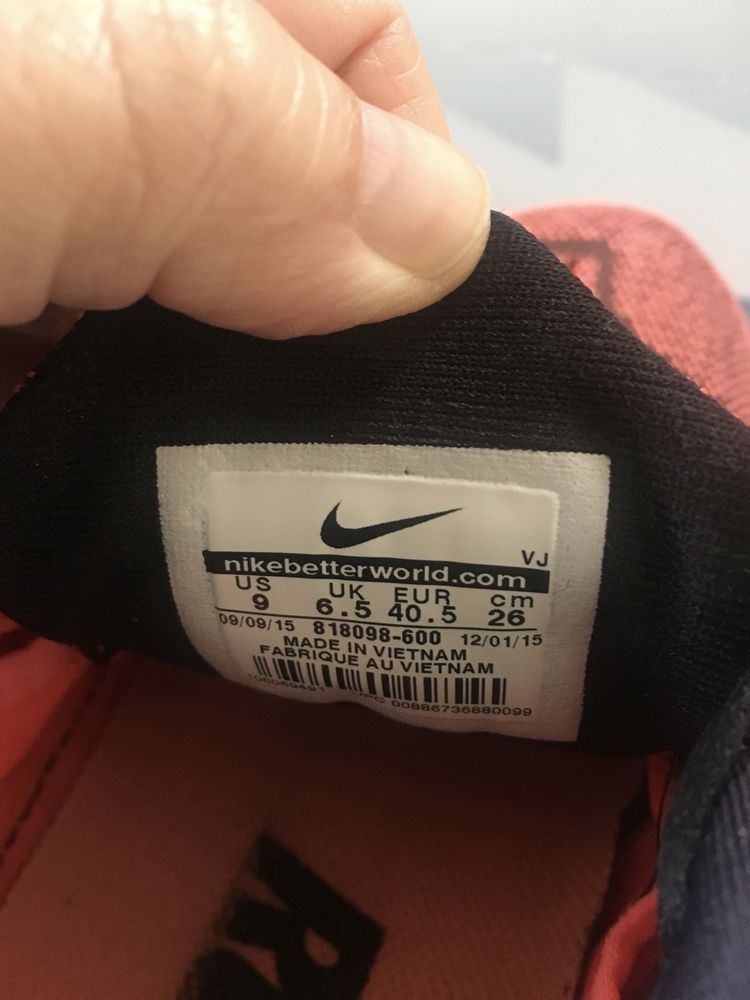 VJ
nikebetterworld.com
US UK EUR cm
9 6.5 40.5 26
09/09/15 818098-600 12/01/15
MADE IN VIETNAM
FABRIQUE AU VIETNAM
UPC 00886736880099